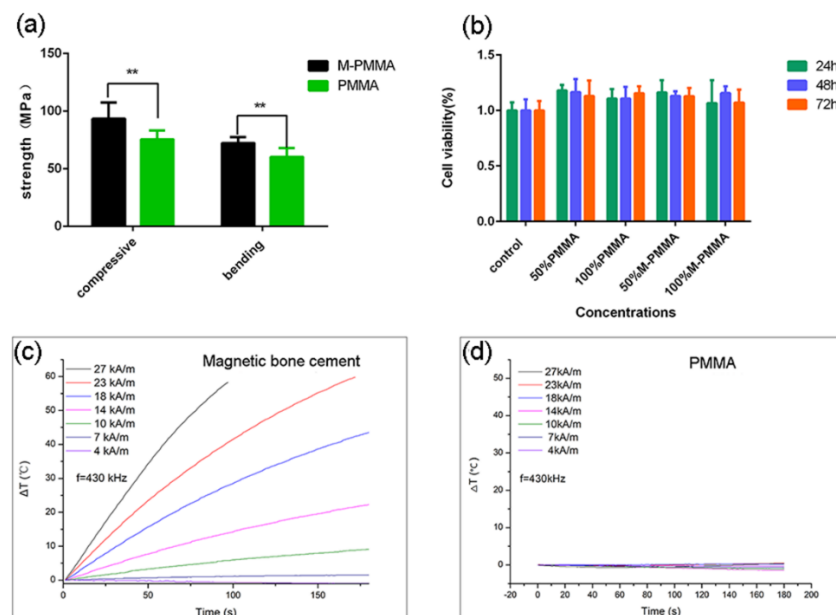 (a)
150
100
50
0
strength (MPa)
**
**
M-PMMA
PMMA
compressive
bending
(b)
1.5
1.0
0.5
0.0
Cell viability(%)
24h
48h
72h
control
50%PMMA
100%PMMA
50%M-PMMA
100%M-PMMA
Concentrations
(c)
Magnetic bone cement
27 kA/m
23 kA/m
18 kA/m
14 kA/m
10 kA/m
7 kA/m
4 kA/m
f=430 kHz
60
50
40
30
20
10
0
ΔT (℃)
0
50
100
150
Time (s)
(d)
PMMA
27kA/m
23kA/m
18kA/m
14kA/m
10kA/m
7kA/m
4kA/m
f=430kHz
50
40
30
20
10
0
ΔT (℃)
-20 0 20 40 60 80 100 120 140 160 180 200
Time (s)